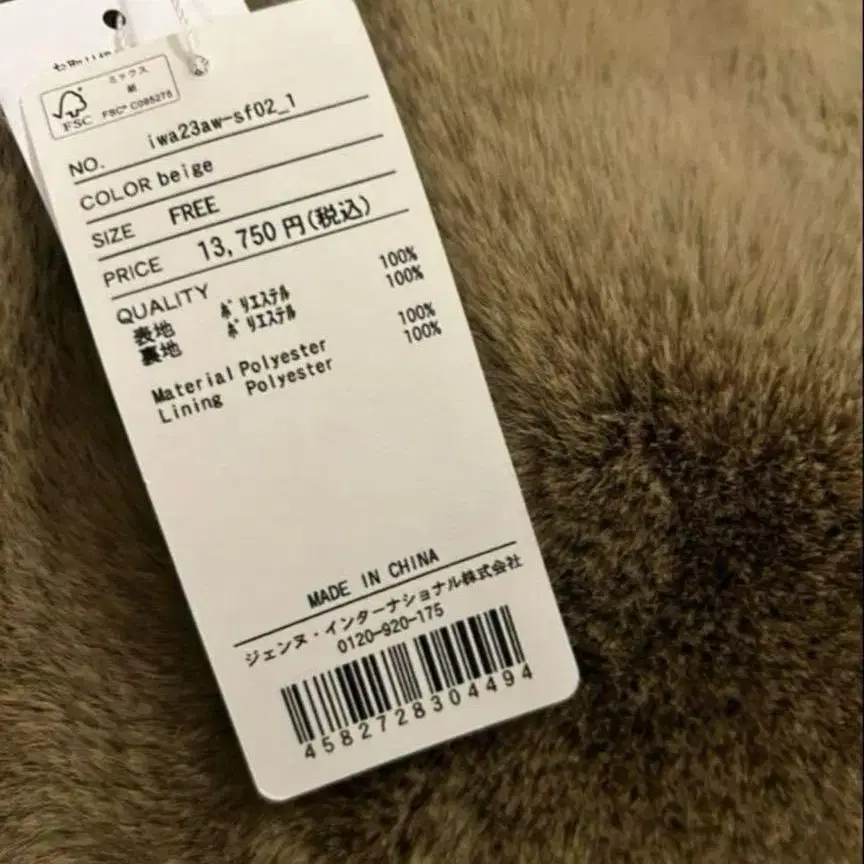 ミックス
紙
FSC
FSC® C095275
NO. iwa23aw-sf02_1
COLOR beige
SIZE FREE
PRICE 13,750円(税込)
QUALITY
表地 ポリエステル 100%
裏地 ポリエステル 100%
Material Polyester 100%
Lining Polyester 100%
MADE IN CHINA
ジェンヌ・インターナショナル株式会社
0120-920-175
4582728304494